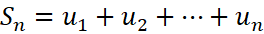 Sₙ = u₁ + u₂ + ⋯ + uₙ